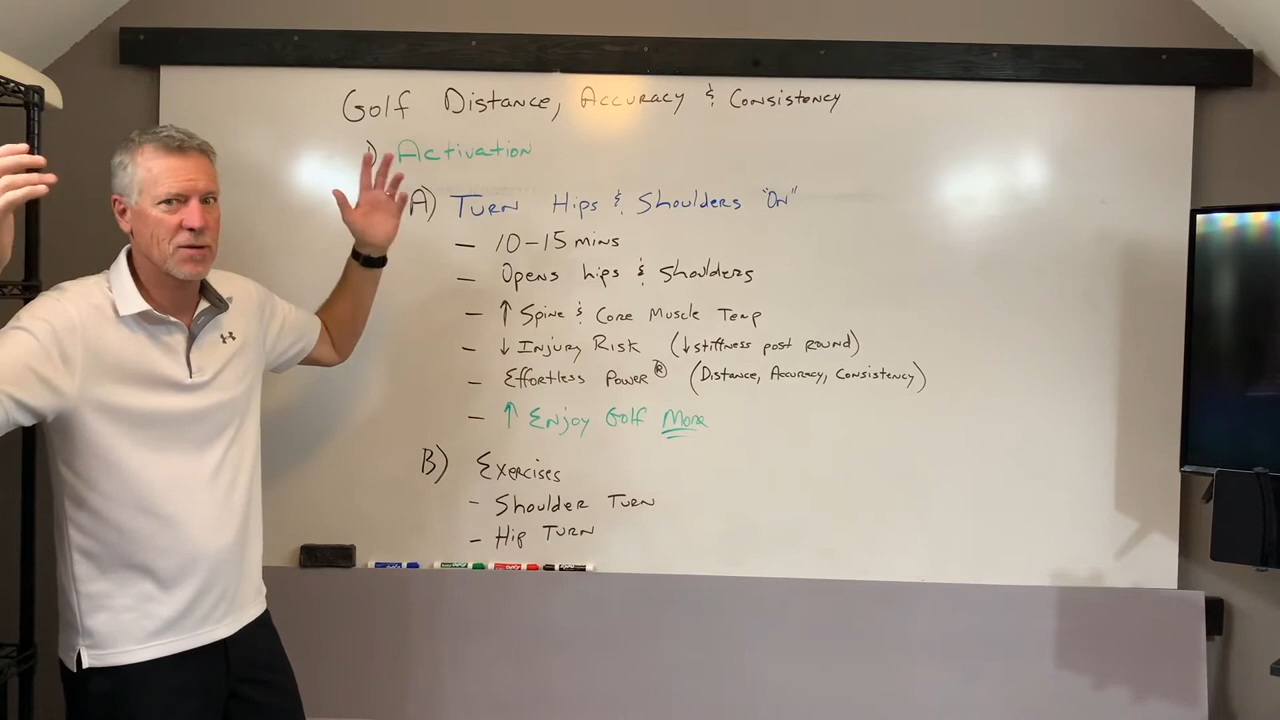 Golf Distance, Accuracy & Consistency
1) Activation
A) Turn Hips & Shoulders "On"
— 10-15 mins
— Opens hips & shoulders
— ↑ Spine & Core Muscle Temp
— ↓ Injury Risk (↓ stiffness post round)
— Effortless Power® (Distance, Accuracy, Consistency)
— ↑ Enjoy Golf More
B) Exercises
- Shoulder Turn
- Hip Turn